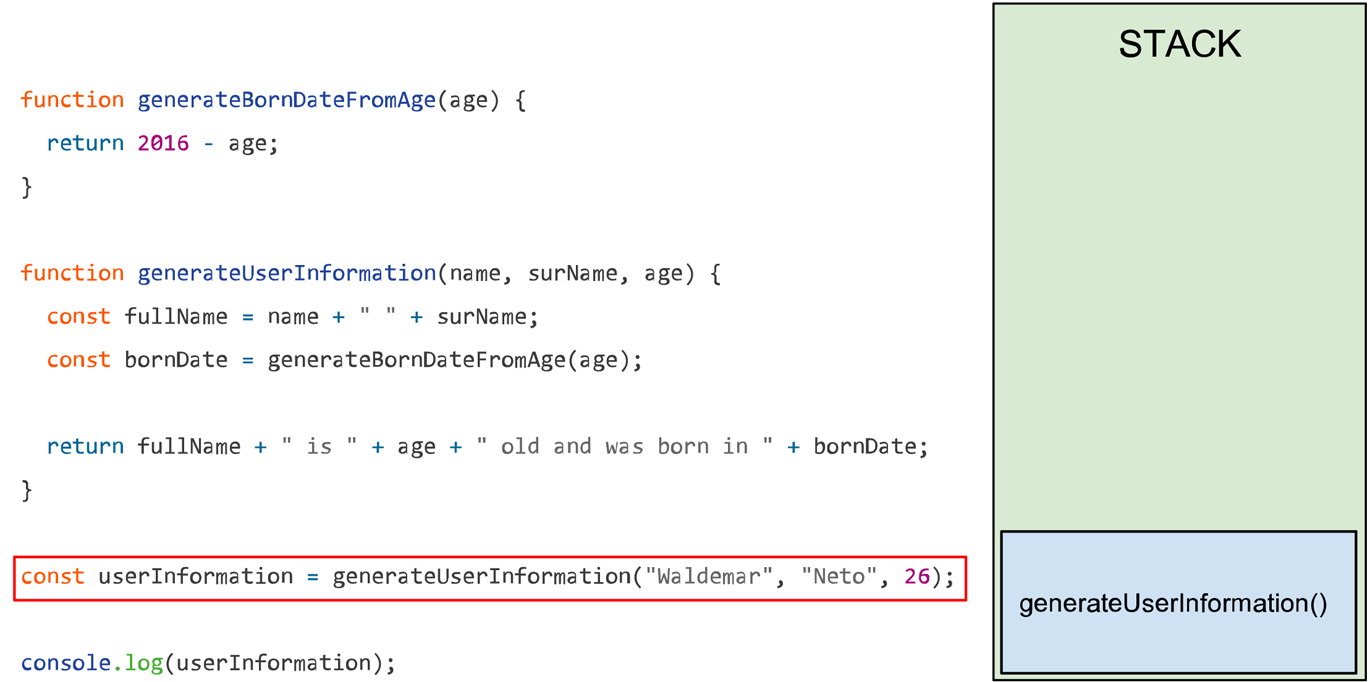 function generateBornDateFromAge(age) {
  return 2016 - age;
}
function generateUserInformation(name, surName, age) {
  const fullName = name + " " + surName;
  const bornDate = generateBornDateFromAge(age);
  return fullName + " is " + age + " old and was born in " + bornDate;
}
const userInformation = generateUserInformation("Waldemar", "Neto", 26);
console.log(userInformation);
STACK
generateUserInformation()